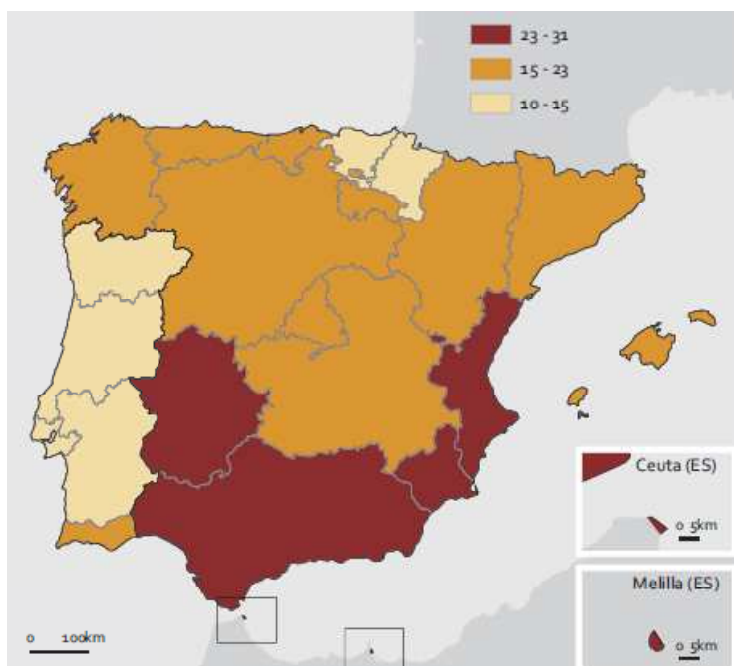 23 - 31
15 - 23
10 - 15
Ceuta (ES)
0 5km
Melilla (ES)
0 5km
0 100km